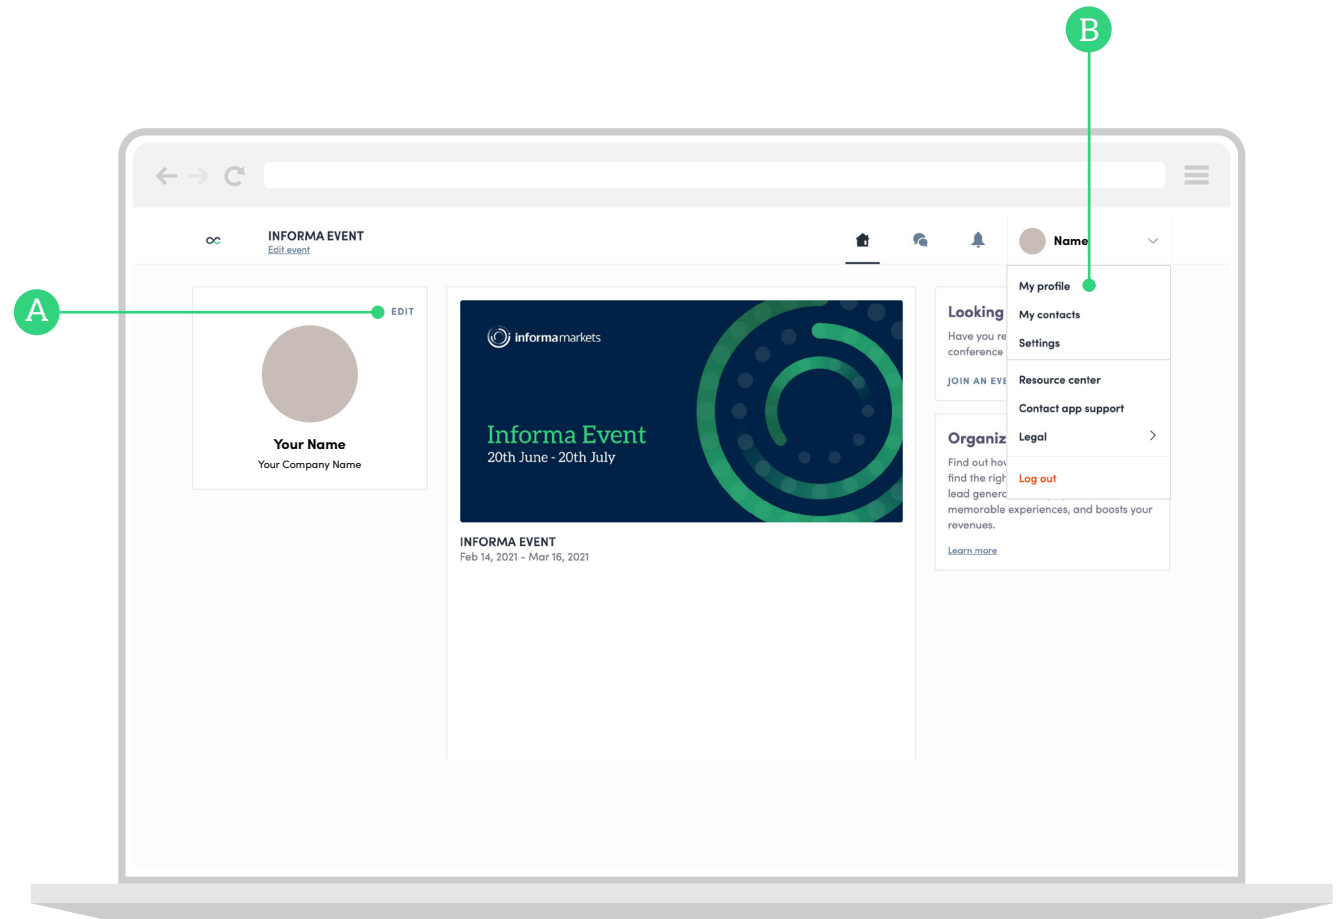 B
INFORMA EVENT
Edit event
Name
A
EDIT
Your Name
Your Company Name
informamarkets
Informa Event
20th June - 20th July
INFORMA EVENT
Feb 14, 2021 - Mar 16, 2021
My profile
My contacts
Settings
Resource center
Contact app support
Legal
Log out
Looking
Have you re
conference
JOIN AN EVE
Organiz
Find out how
find the righ
lead genera
memorable experiences, and boosts your
revenues.
Learn more